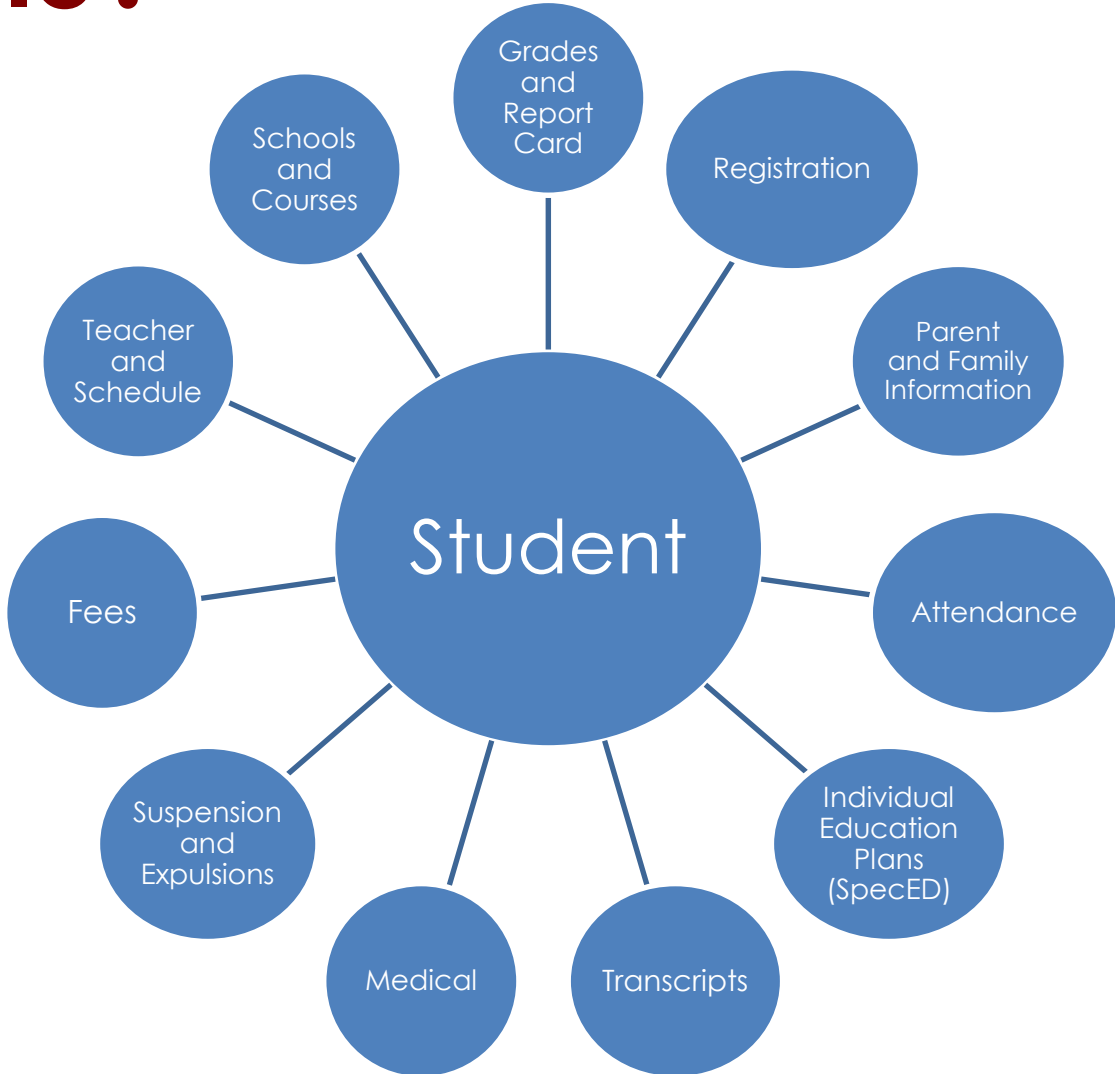 Grades
and
Report
Card
Registration
Parent
and Family
Information
Attendance
Individual
Education
Plans
(SpecED)
Transcripts
Medical
Suspension
and
Expulsions
Fees
Teacher
and
Schedule
Schools
and
Courses
Student